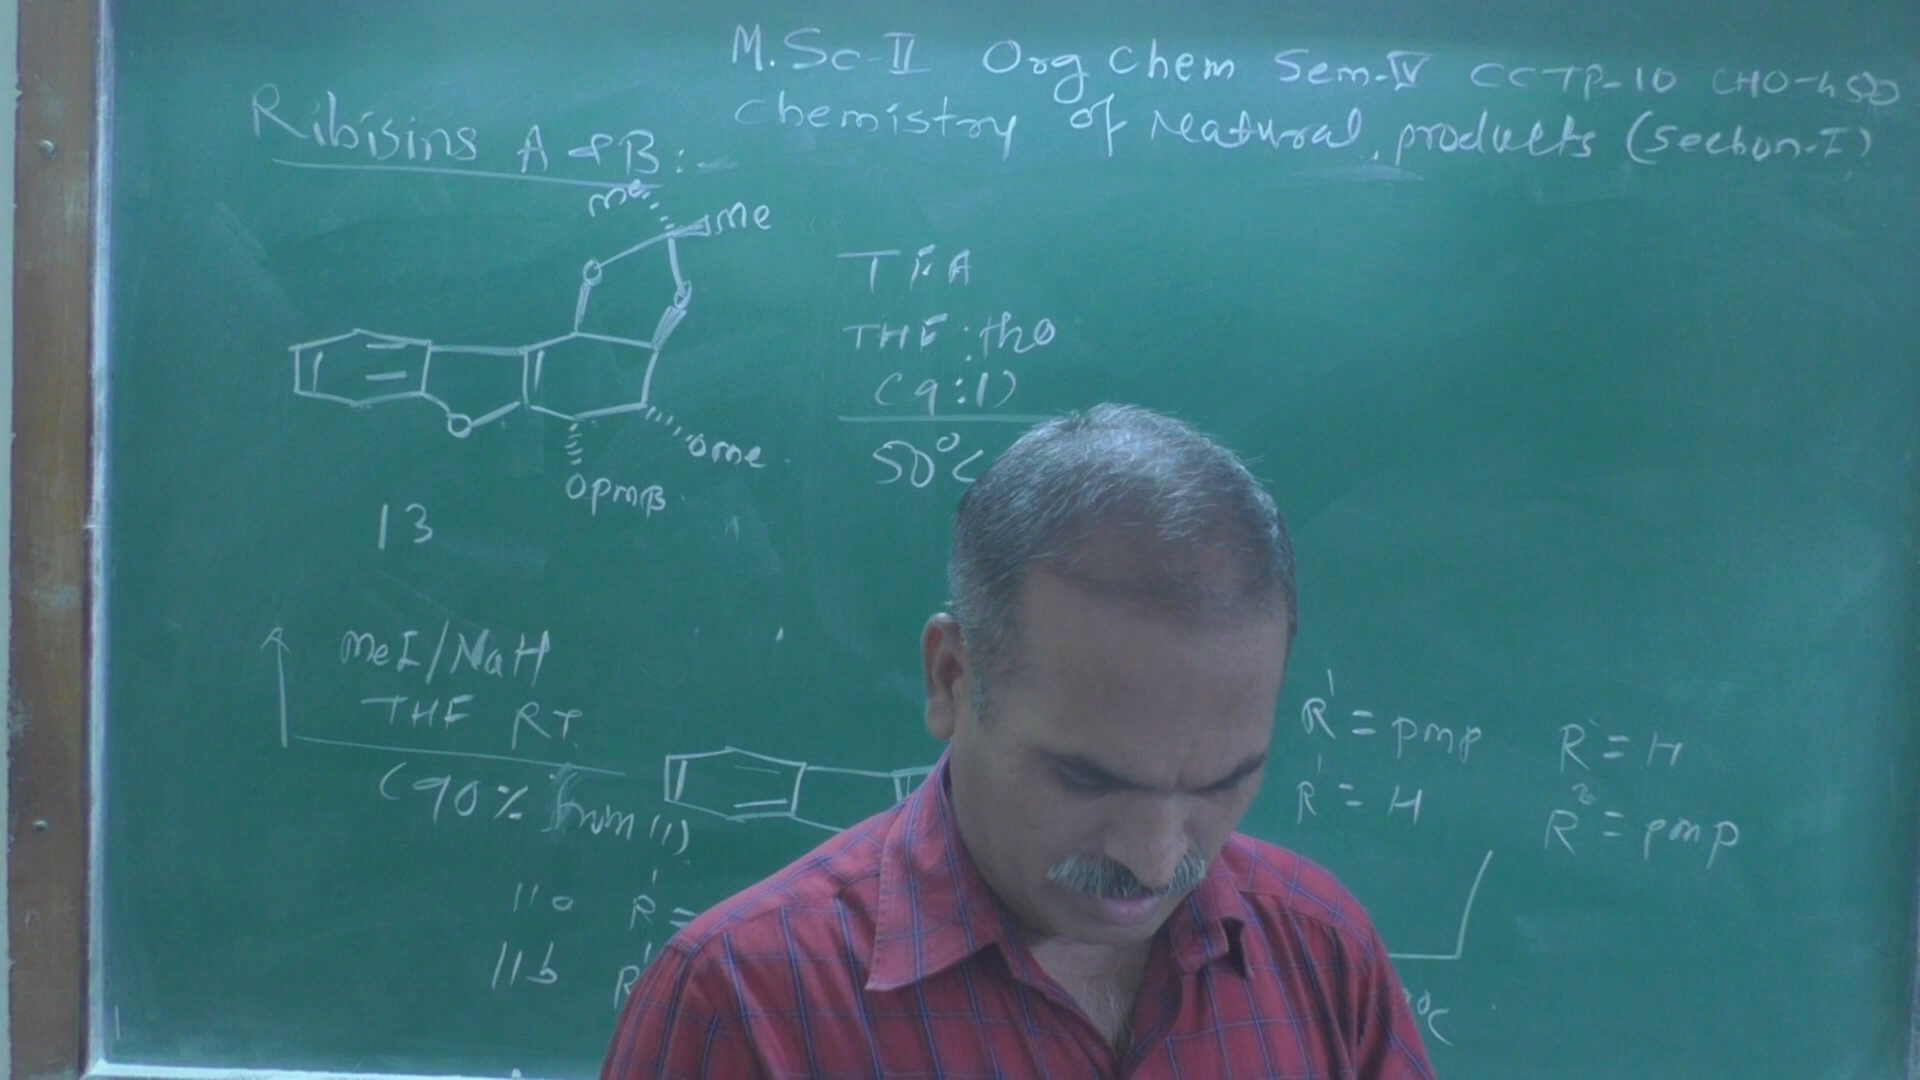 M.Sc-II Org Chem Sem-IV CCTP-10 CHO-450
Chemistry of Natural products (Section-I)
Ribisins A & B:-
Me
Me
O
O
O
OMe
OPMB
13
TFA
THF:H2O
(9:1)
50°C
MeI/NaH
THF RT
(90% from 11)
R1 = PMP R2 = H
R1 = H R2 = PMP
11a R1 =
11b R1
0°C